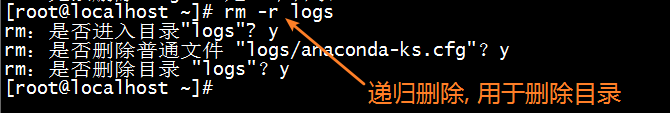 [root@localhost ~]# rm -r logs
rm：是否进入目录"logs"? y
rm：是否删除普通文件 "logs/anaconda-ks.cfg"？y
rm：是否删除目录 "logs"？y
[root@localhost ~]#
递归删除, 用于删除目录